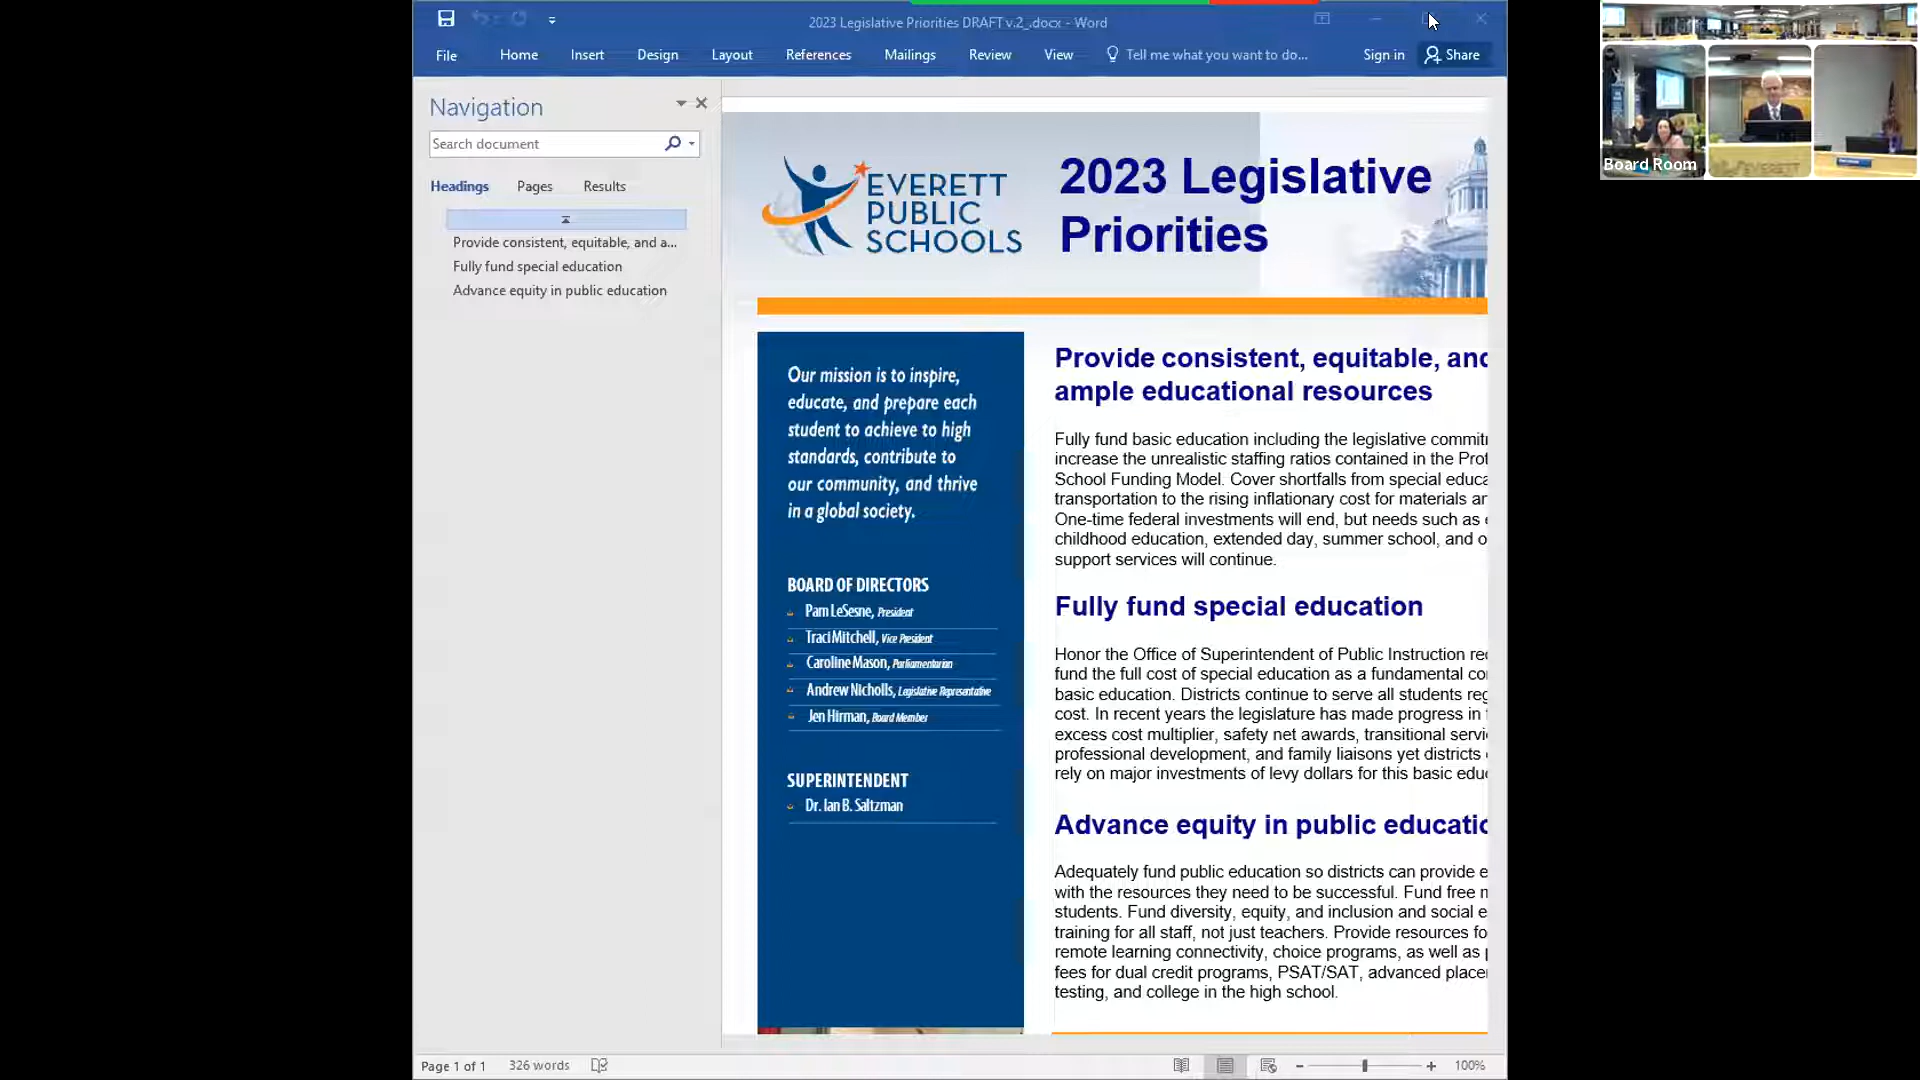 2023 Legislative Priorities DRAFT v.2_.docx - Word
File Home Insert Design Layout References Mailings Review View Tell me what you want to do... Sign in Share
Navigation
Search document
Headings Pages Results
Provide consistent, equitable, and a...
Fully fund special education
Advance equity in public education
EVERETT
PUBLIC
SCHOOLS
2023 Legislative
Priorities
Our mission is to inspire,
educate, and prepare each
student to achieve to high
standards, contribute to
our community, and thrive
in a global society.
BOARD OF DIRECTORS
Pam LeSesne, President
Traci Mitchell, Vice President
Caroline Mason, Parliamentarian
Andrew Nicholls, Legislative Representative
Jen Hirman, Board Member
SUPERINTENDENT
Dr. Ian B. Saltzman
Provide consistent, equitable, and
ample educational resources
Fully fund basic education including the legislative commit
increase the unrealistic staffing ratios contained in the Prot
School Funding Model. Cover shortfalls from special educa
transportation to the rising inflationary cost for materials ar
One-time federal investments will end, but needs such as
childhood education, extended day, summer school, and o
support services will continue.
Fully fund special education
Honor the Office of Superintendent of Public Instruction rec
fund the full cost of special education as a fundamental co
basic education. Districts continue to serve all students reg
cost. In recent years the legislature has made progress in
excess cost multiplier, safety net awards, transitional servi
professional development, and family liaisons yet districts
rely on major investments of levy dollars for this basic edu
Advance equity in public educatio
Adequately fund public education so districts can provide e
with the resources they need to be successful. Fund free m
students. Fund diversity, equity, and inclusion and social e
training for all staff, not just teachers. Provide resources fo
remote learning connectivity, choice programs, as well as p
fees for dual credit programs, PSAT/SAT, advanced place
testing, and college in the high school.
Page 1 of 1 326 words 100%
Board Room
EVERETT